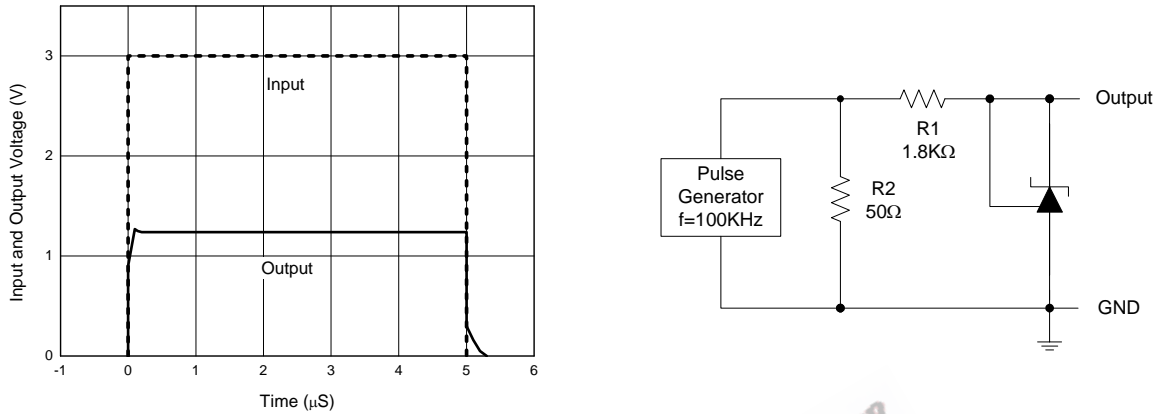 Input and Output Voltage (V)
3
2
1
0
Input
Output
-1 0 1 2 3 4 5 6
Time (μS)
Output
R1
1.8KΩ
Pulse
Generator
f=100KHz
R2
50Ω
GND